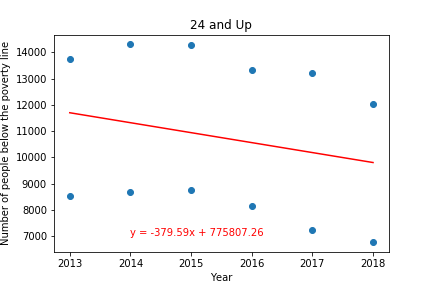 24 and Up
Number of people below the poverty line
14000
13000
12000
11000
10000
9000
8000
7000
y = -379.59x + 775807.26
2013 2014 2015 2016 2017 2018
Year